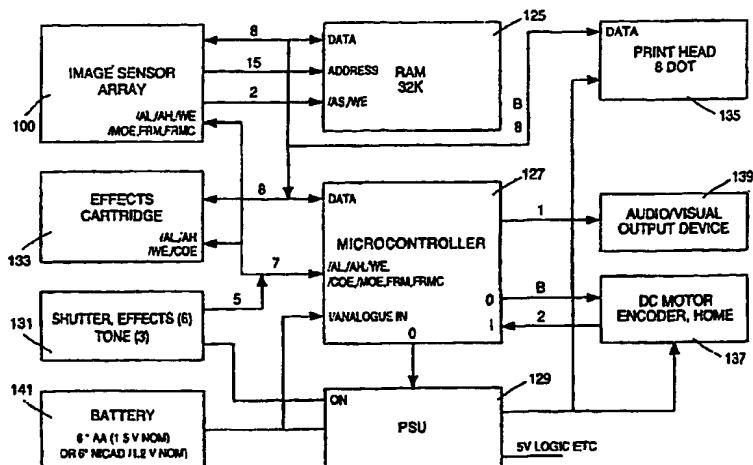 8
125
DATA
DATA
IMAGE SENSOR
ARRAY
15
ADDRESS
RAM
32K
PRINT HEAD
8 DOT
2
/AS/WE
100
/AL/AH,/WE
/MOE,FRM,FRMC
B
8
135
127
139
EFFECTS
CARTRIDGE
8
DATA
1
AUDIO/VISUAL
OUTPUT DEVICE
133
/AL/AH
/WE/COE
MICROCONTROLLER
7
/AL,/AH,/WE,
/COE,/MOE,FRM,FRMC
5
0
B
DC MOTOR
ENCODER, HOME
SHUTTER, EFFECTS (6)
TONE (3)
I/ANALOGUE IN
I
2
131
0
137
141
129
ON
BATTERY
PSU
6* AA (1.5 V NOM)
OR 6* NICAD /1.2 V NOM)
5V LOGIC ETC